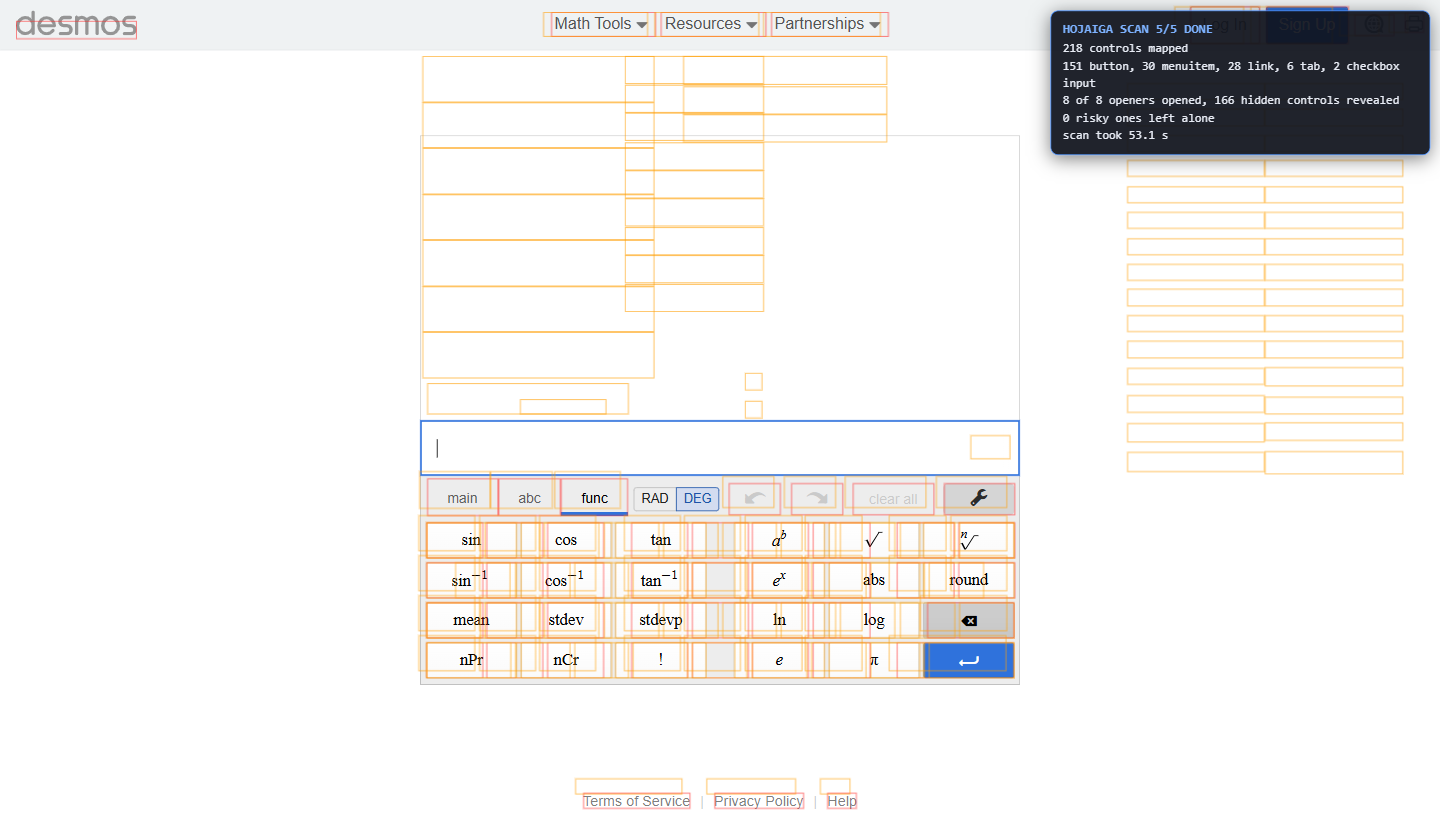 desmos
Math Tools Resources Partnerships
Sign Up
HOJAIGA SCAN 5/5 DONE
218 controls mapped
151 button, 30 menuitem, 28 link, 6 tab, 2 checkbox
input
8 of 8 openers opened, 166 hidden controls revealed
0 risky ones left alone
scan took 53.1 s
main abc func RAD DEG clear all
sin cos tan aᵇ √ ⁿ√
sin⁻¹ cos⁻¹ tan⁻¹ eˣ abs round
mean stdev stdevp ln log
nPr nCr ! e π
Terms of Service | Privacy Policy | Help